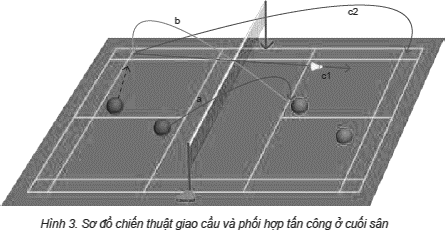 b
c2
c1
a
Hình 3. Sơ đồ chiến thuật giao cầu và phối hợp tấn công ở cuối sân